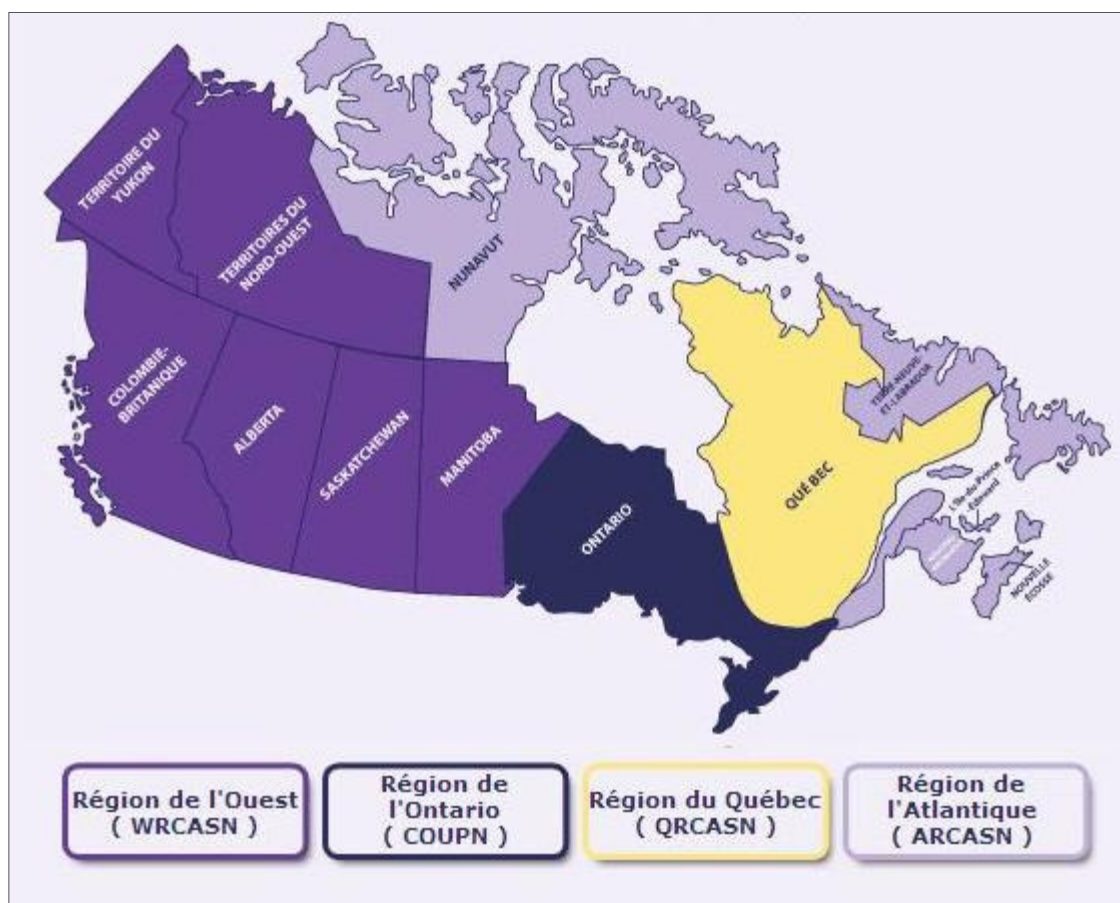 TERRITOIRE DU
YUKON
TERRITOIRES DU
NORD-OUEST
NUNAVUT
COLOMBIE-
BRITANIQUE
ALBERTA
SASKATCHEWAN
MANITOBA
ONTARIO
QUÉ BEC
TERRE-NEUVE-
ET-LABRADOR
L'Île-du-Prince
-Édouard
NOUVELLE
ECOSSE
Région de l'Ouest
( WRCASN )
Région de
l'Ontario
( COUPN )
Région du Québec
( QRCASN )
Région de
l'Atlantique
( ARCASN )